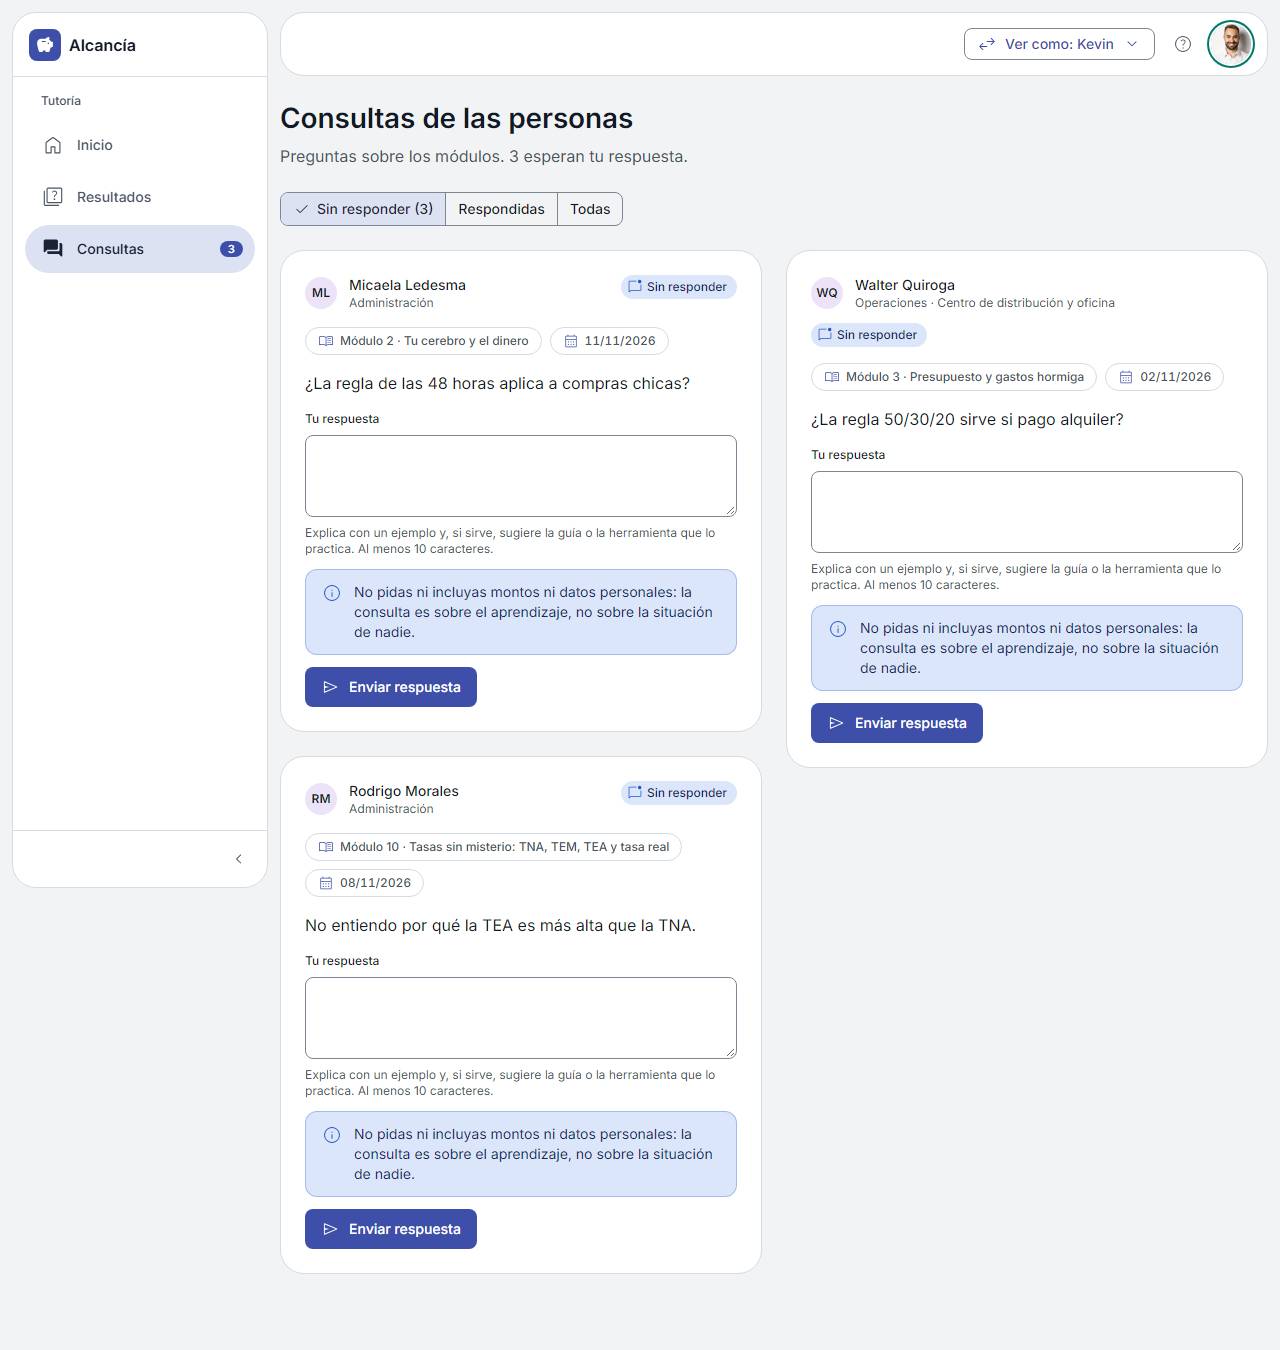 Alcancía
Tutoría
Inicio
Resultados
Consultas
3
Ver como: Kevin
Consultas de las personas
Preguntas sobre los módulos. 3 esperan tu respuesta.
Sin responder (3)
Respondidas
Todas
ML
Micaela Ledesma
Administración
Sin responder
Módulo 2 · Tu cerebro y el dinero
11/11/2026
¿La regla de las 48 horas aplica a compras chicas?
Tu respuesta
Explica con un ejemplo y, si sirve, sugiere la guía o la herramienta que lo
practica. Al menos 10 caracteres.
No pidas ni incluyas montos ni datos personales: la
consulta es sobre el aprendizaje, no sobre la situación
de nadie.
Enviar respuesta
WQ
Walter Quiroga
Operaciones · Centro de distribución y oficina
Sin responder
Módulo 3 · Presupuesto y gastos hormiga
02/11/2026
¿La regla 50/30/20 sirve si pago alquiler?
Tu respuesta
Explica con un ejemplo y, si sirve, sugiere la guía o la herramienta que lo
practica. Al menos 10 caracteres.
No pidas ni incluyas montos ni datos personales: la
consulta es sobre el aprendizaje, no sobre la situación
de nadie.
Enviar respuesta
RM
Rodrigo Morales
Administración
Sin responder
Módulo 10 · Tasas sin misterio: TNA, TEM, TEA y tasa real
08/11/2026
No entiendo por qué la TEA es más alta que la TNA.
Tu respuesta
Explica con un ejemplo y, si sirve, sugiere la guía o la herramienta que lo
practica. Al menos 10 caracteres.
No pidas ni incluyas montos ni datos personales: la
consulta es sobre el aprendizaje, no sobre la situación
de nadie.
Enviar respuesta